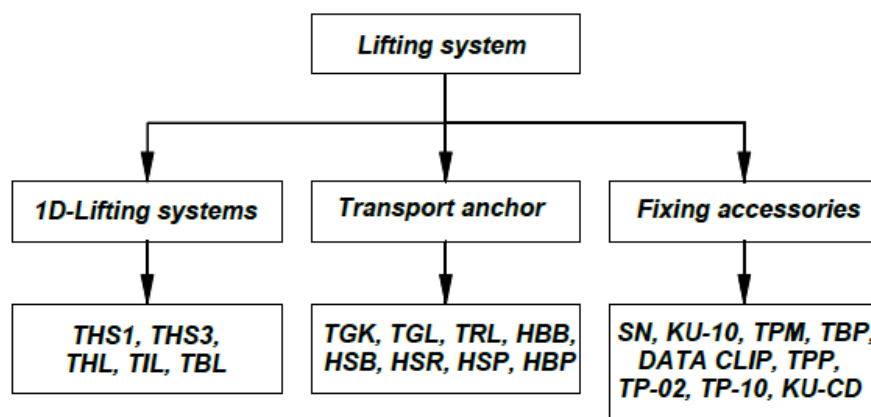 Lifting system
1D-Lifting systems
Transport anchor
Fixing accessories
THS1, THS3,
THL, TIL, TBL
TGK, TGL, TRL, HBB,
HSB, HSR, HSP, HBP
SN, KU-10, TPM, TBP,
DATA CLIP, TPP,
TP-02, TP-10, KU-CD